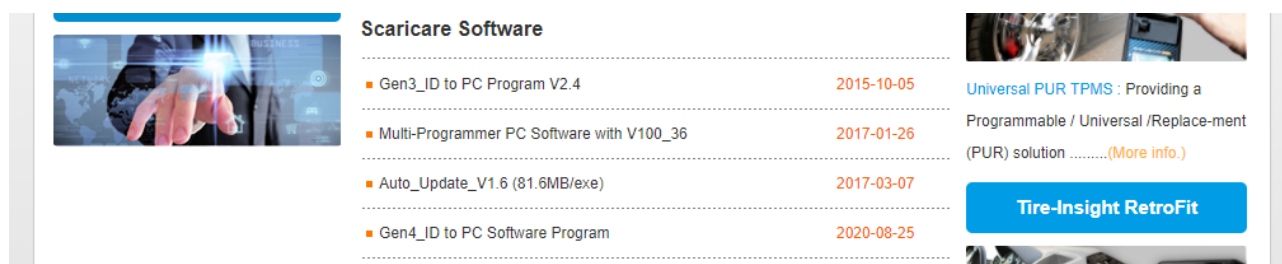 BUSINESS
NETWORK
Scaricare Software
Gen3_ID to PC Program V2.4 2015-10-05
Multi-Programmer PC Software with V100_36 2017-01-26
Auto_Update_V1.6 (81.6MB/exe) 2017-03-07
Gen4_ID to PC Software Program 2020-08-25
Universal PUR TPMS : Providing a
Programmable / Universal /Replace-ment
(PUR) solution .........(More info.)
Tire-Insight RetroFit